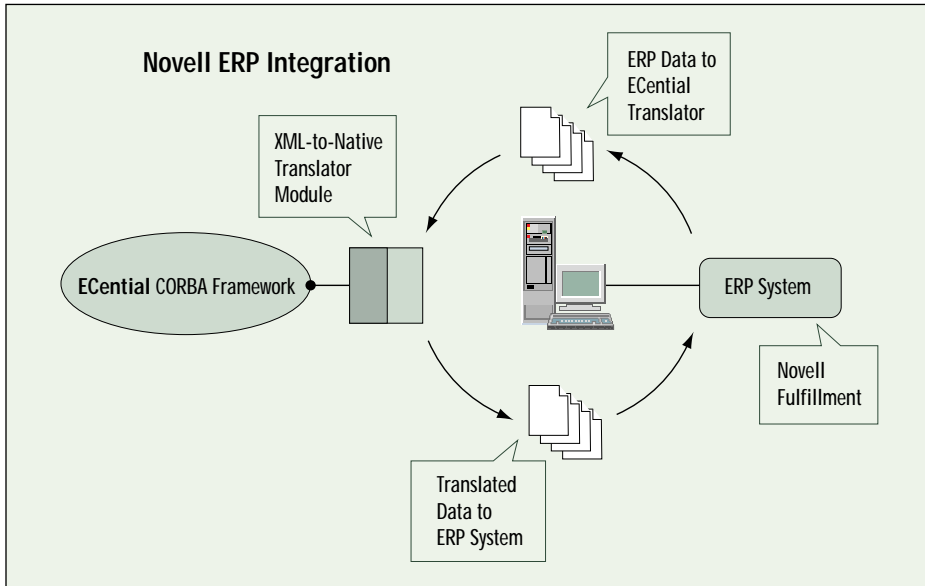 Novell ERP Integration
ERP Data to
ECential
Translator
XML-to-Native
Translator
Module
ECential CORBA Framework
ERP System
Novell
Fulfillment
Translated
Data to
ERP System